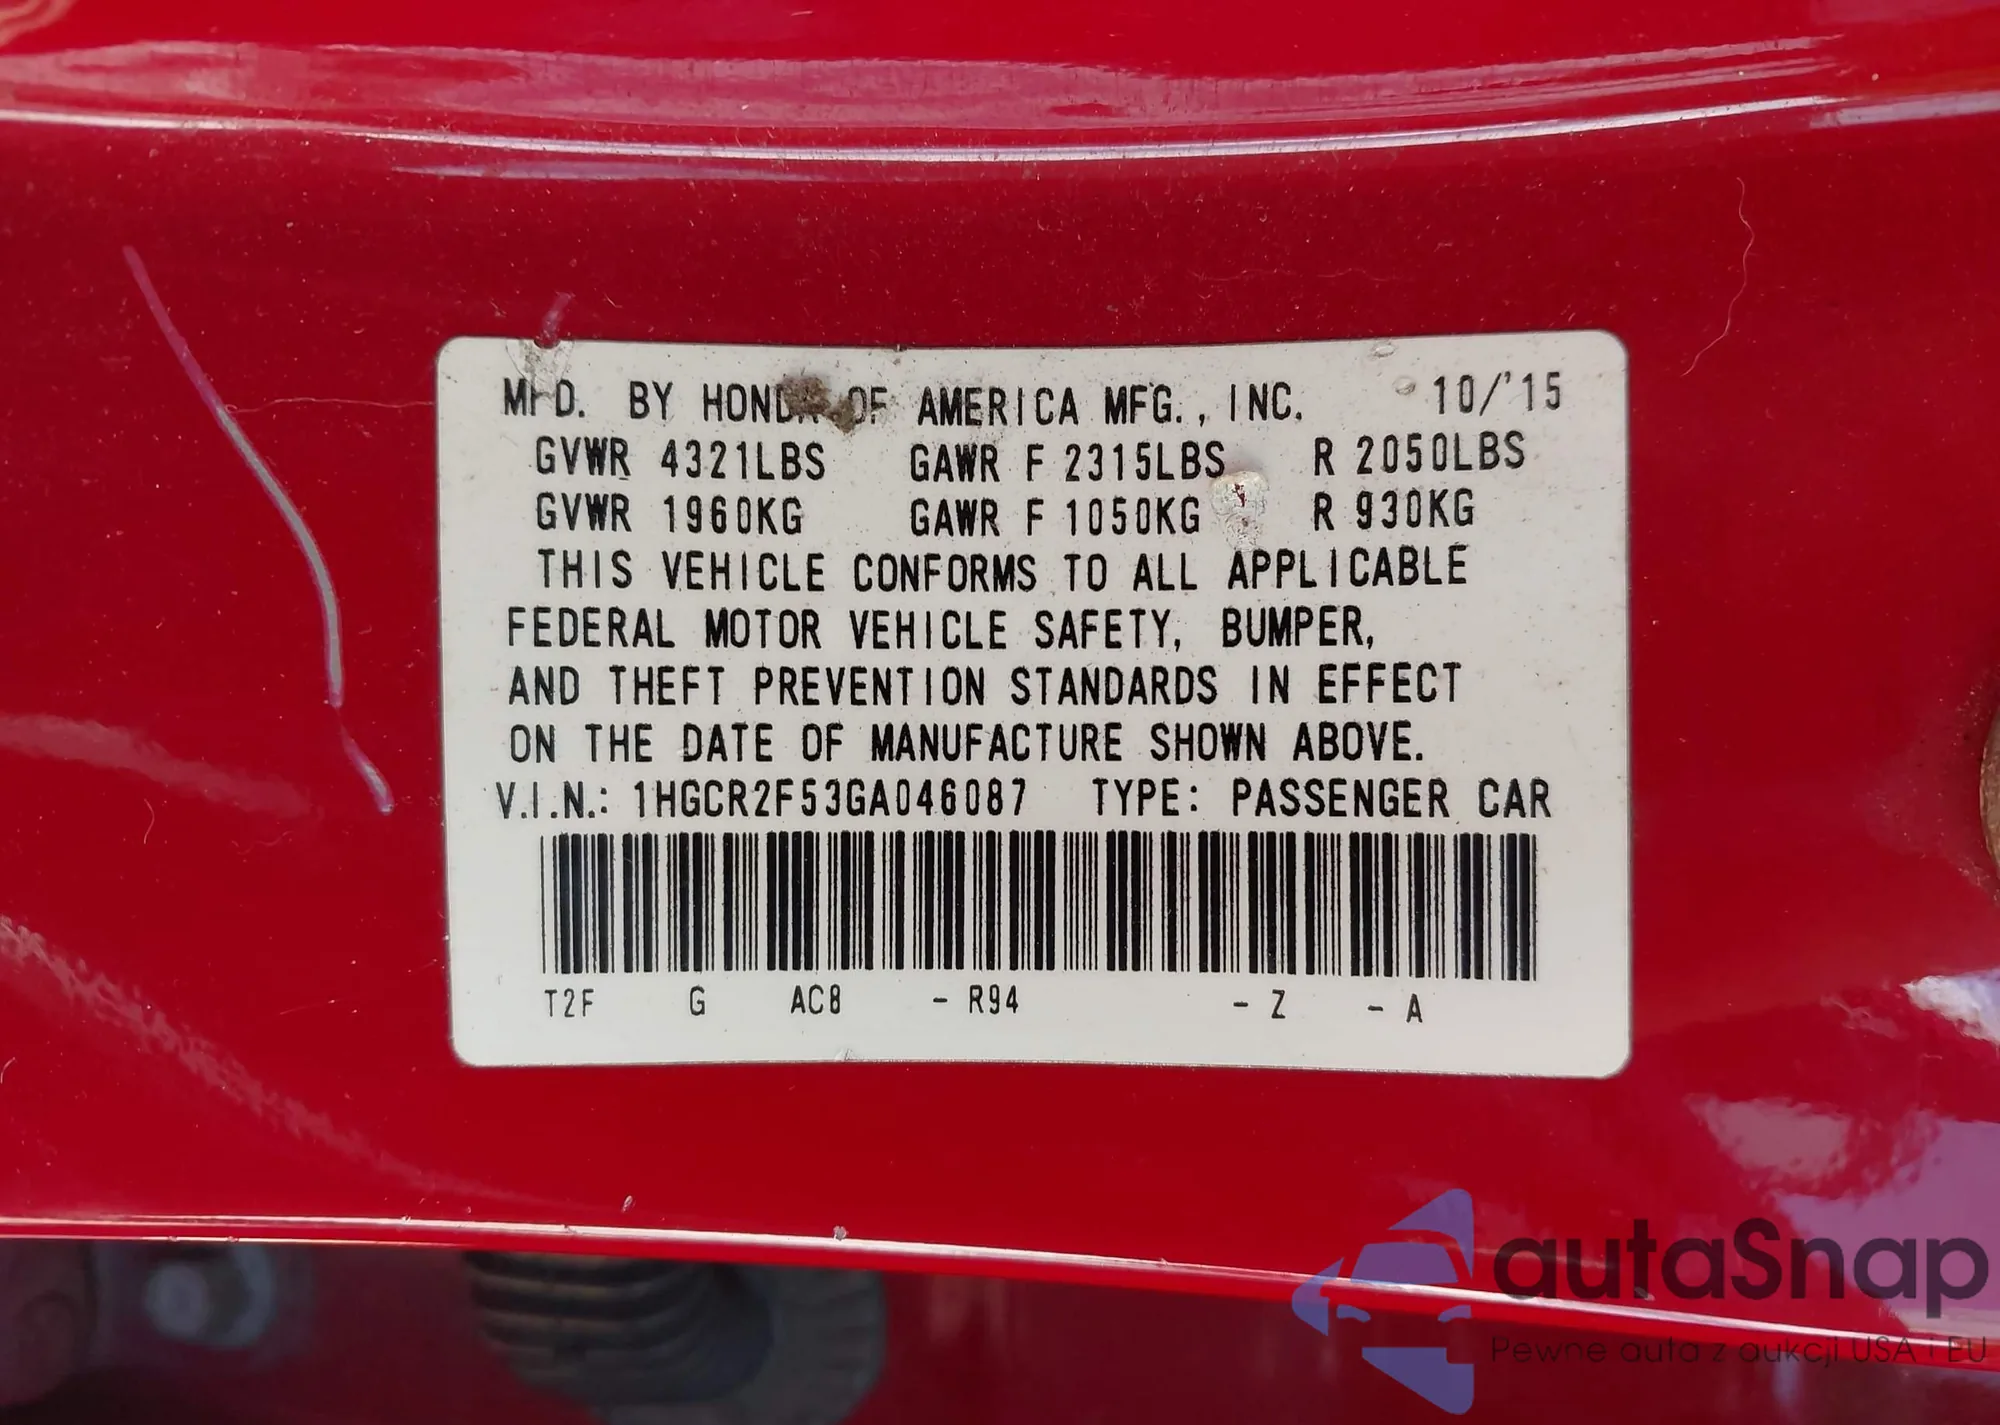 MFD. BY HONDA OF AMERICA MFG., INC. 10/'15
GVWR 4321LBS GAWR F 2315LBS R 2050LBS
GVWR 1960KG GAWR F 1050KG R 930KG
THIS VEHICLE CONFORMS TO ALL APPLICABLE
FEDERAL MOTOR VEHICLE SAFETY, BUMPER,
AND THEFT PREVENTION STANDARDS IN EFFECT
ON THE DATE OF MANUFACTURE SHOWN ABOVE.
V.I.N.: 1HGCR2F53GA046087 TYPE: PASSENGER CAR
T2F G AC8 - R94 - Z - A
autaSnap
Pewne auta z aukcji USA i EU